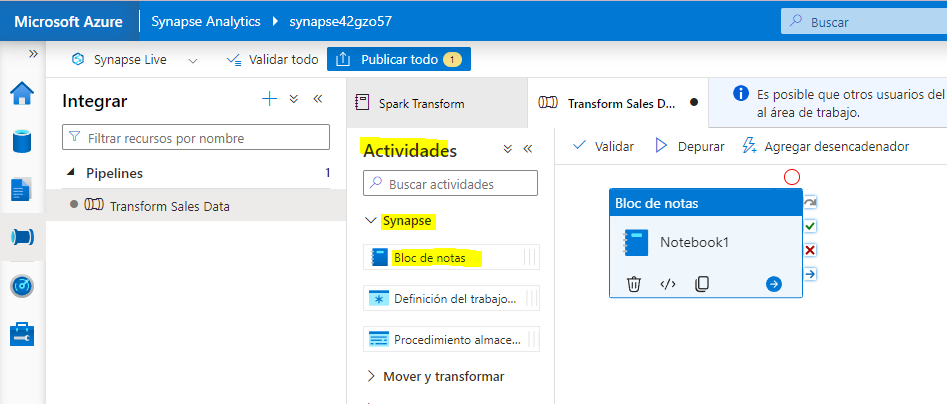 Microsoft Azure
Synapse Analytics
synapse42gzo57
Buscar
Synapse Live
Validar todo
Publicar todo
1
Integrar
Filtrar recursos por nombre
Pipelines
1
Transform Sales Data
Spark Transform
Transform Sales D...
Es posible que otros usuarios del
al área de trabajo.
Actividades
Buscar actividades
Synapse
Bloc de notas
Definición del trabajo...
Procedimiento almace...
Mover y transformar
Validar
Depurar
Agregar desencadenador
Bloc de notas
Notebook1